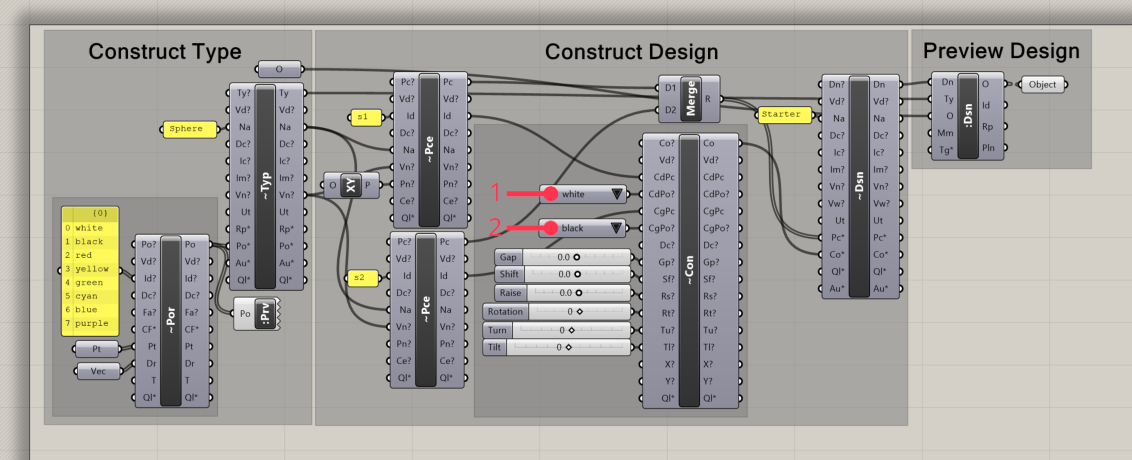 Construct Type
Construct Design
Preview Design
O
Ty? Ty
Vd? Vd?
Na Na
Dc? Dc?
Ic? Ic?
Im? Im?
Vn? Vn?
Ut Ut
Rp* Rp*
Po* Po*
Au* Au*
Ql* Ql*
~Typ
Sphere
{0}
0 white
1 black
2 red
3 yellow
4 green
5 cyan
6 blue
7 purple
Pt
Vec
Po? Po
Vd? Vd?
Id? Id?
Dc? Dc?
Fa? Fa?
CF* CF*
Pt Pt
Dr Dr
T T
Ql* Ql*
~Por
Po :Prv
s1
O XY P
s2
Pc? Pc
Vd? Vd?
Id Id
Dc? Dc?
Na Na
Vn? Vn?
Pn? Pn?
Ce? Ce?
Ql* Ql*
~Pce
Pc? Pc
Vd? Vd?
Id Id
Dc? Dc?
Na Na
Vn? Vn?
Pn? Pn?
Ce? Ce?
Ql* Ql*
~Pce
1 white
2 black
Gap 0.0
Shift 0.0
Raise 0.0
Rotation 0
Turn 0
Tilt 0
D1
D2
Merge
R
Co? Co
Vd? Vd?
CdPc CdPc
CdPo? CdPo?
CgPc CgPc
CgPo? CgPo?
Dc? Dc?
Gp? Gp?
Sf? Sf?
Rs? Rs?
Rt? Rt?
Tu? Tu?
Tl? Tl?
X? X?
Y? Y?
Ql* Ql*
~Con
Starter
Dn? Dn
Vd? Vd?
Na Na
Dc? Dc?
Ic? Ic?
Im? Im?
Vn? Vn?
Vw? Vw?
Ut Ut
Pc* Pc*
Co* Co*
Ql* Ql*
Au* Au*
~Dsn
Dn O
Ty Id
O Rp
Mm Pln
Tg*
:Dsn
Object